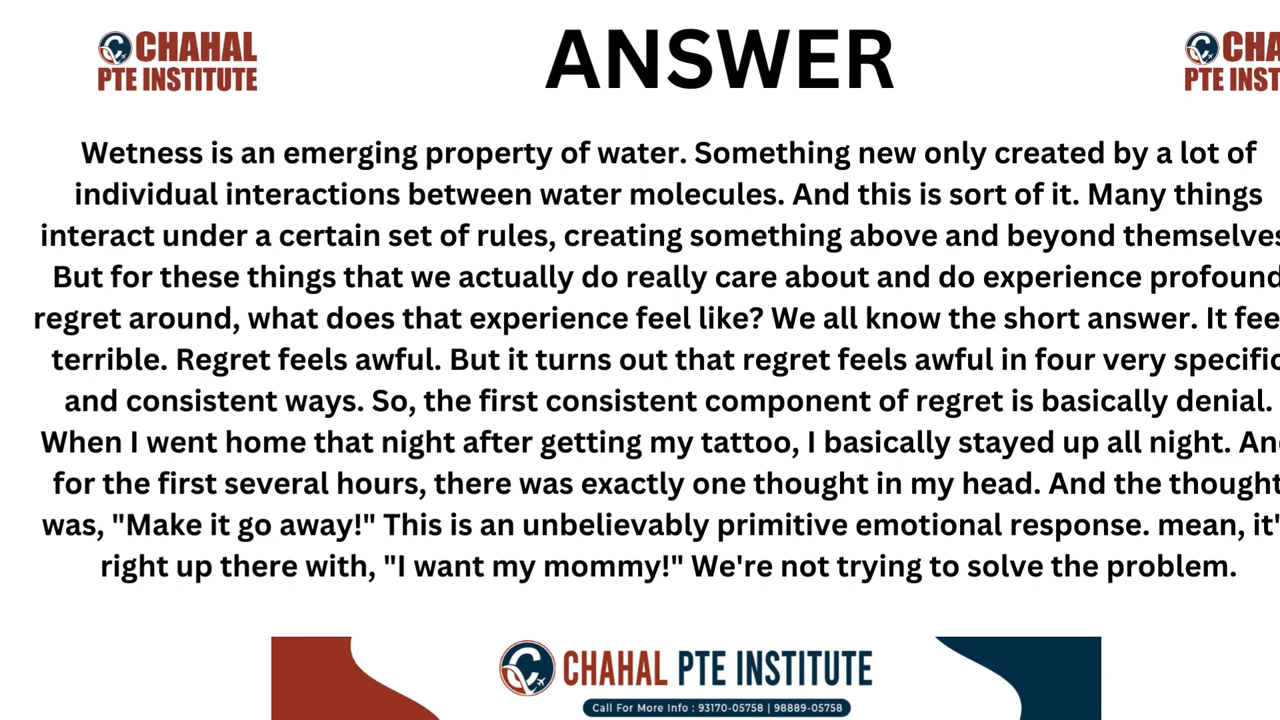 CHAHAL
PTE INSTITUTE
ANSWER
CHA
PTE INST
Wetness is an emerging property of water. Something new only created by a lot of
individual interactions between water molecules. And this is sort of it. Many things
interact under a certain set of rules, creating something above and beyond themselves
But for these things that we actually do really care about and do experience profound
regret around, what does that experience feel like? We all know the short answer. It fee
terrible. Regret feels awful. But it turns out that regret feels awful in four very specific
and consistent ways. So, the first consistent component of regret is basically denial.
When I went home that night after getting my tattoo, I basically stayed up all night. And
for the first several hours, there was exactly one thought in my head. And the thought
was, "Make it go away!" This is an unbelievably primitive emotional response. mean, it'
right up there with, "I want my mommy!" We're not trying to solve the problem.
CHAHAL PTE INSTITUTE
Call For More Info : 93170-05758 | 98889-05758